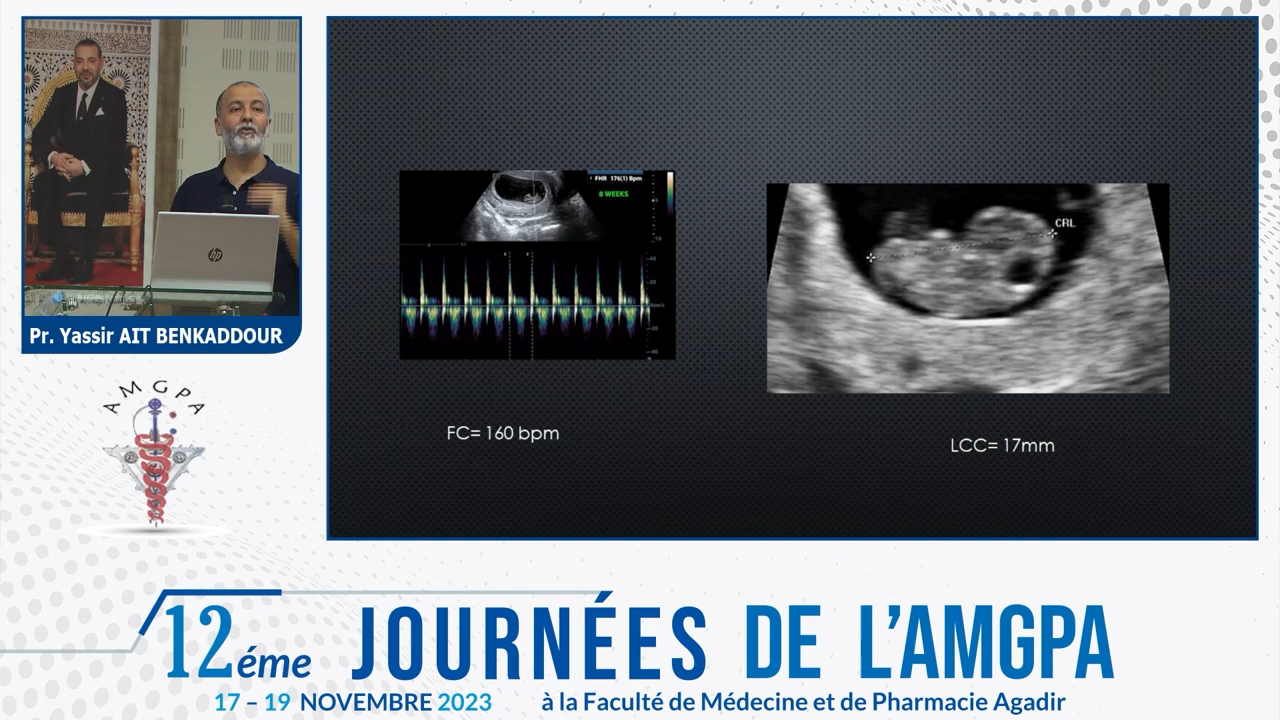 hp
Pr. Yassir AIT BENKADDOUR
AMGPA
FHR 176(1) Bpm
8 WEEKS
CRL
FC= 160 bpm
LCC= 17mm
12éme JOURNÉES DE L'AMGPA
17 – 19 NOVEMBRE 2023 à la Faculté de Médecine et de Pharmacie Agadir